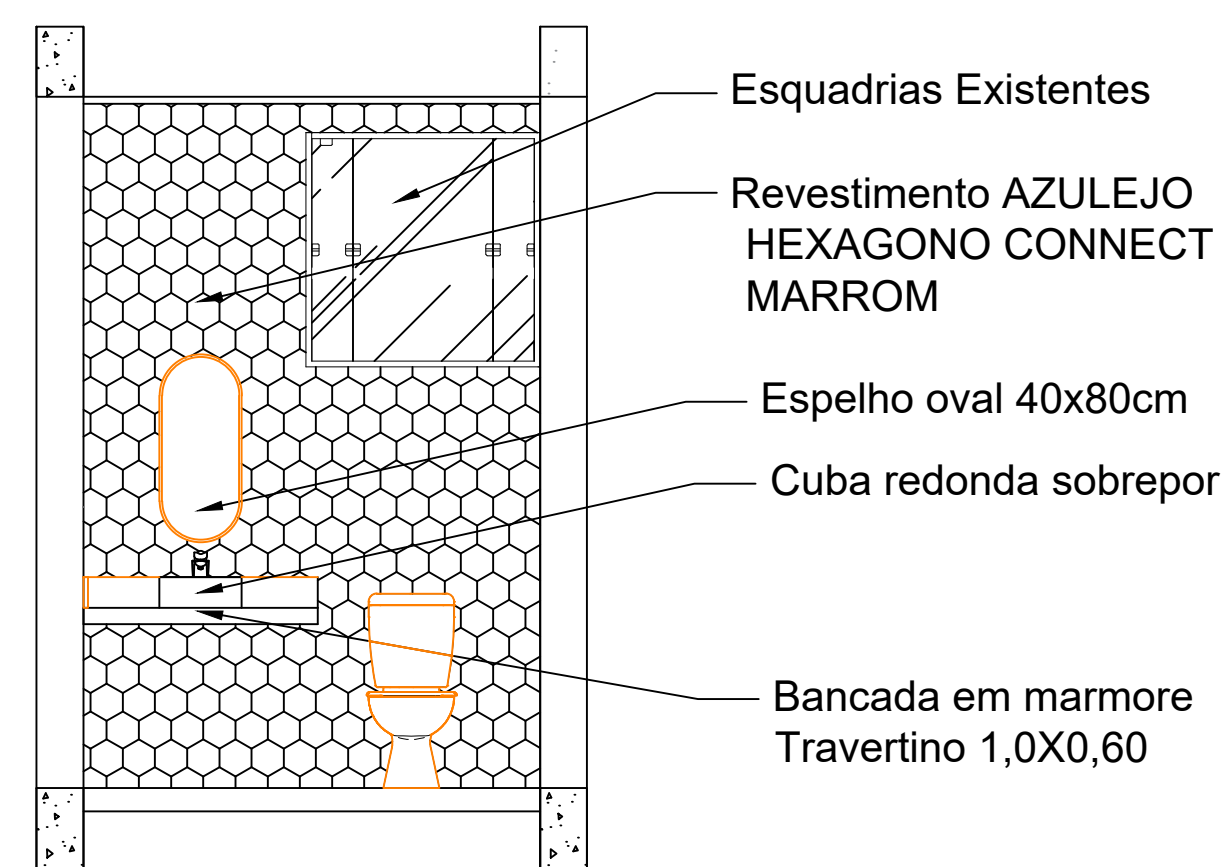 Esquadrias Existentes
Revestimento AZULEJO
HEXAGONO CONNECT
MARROM
Espelho oval 40x80cm
Cuba redonda sobrepor
Bancada em marmore
Travertino 1,0X0,60